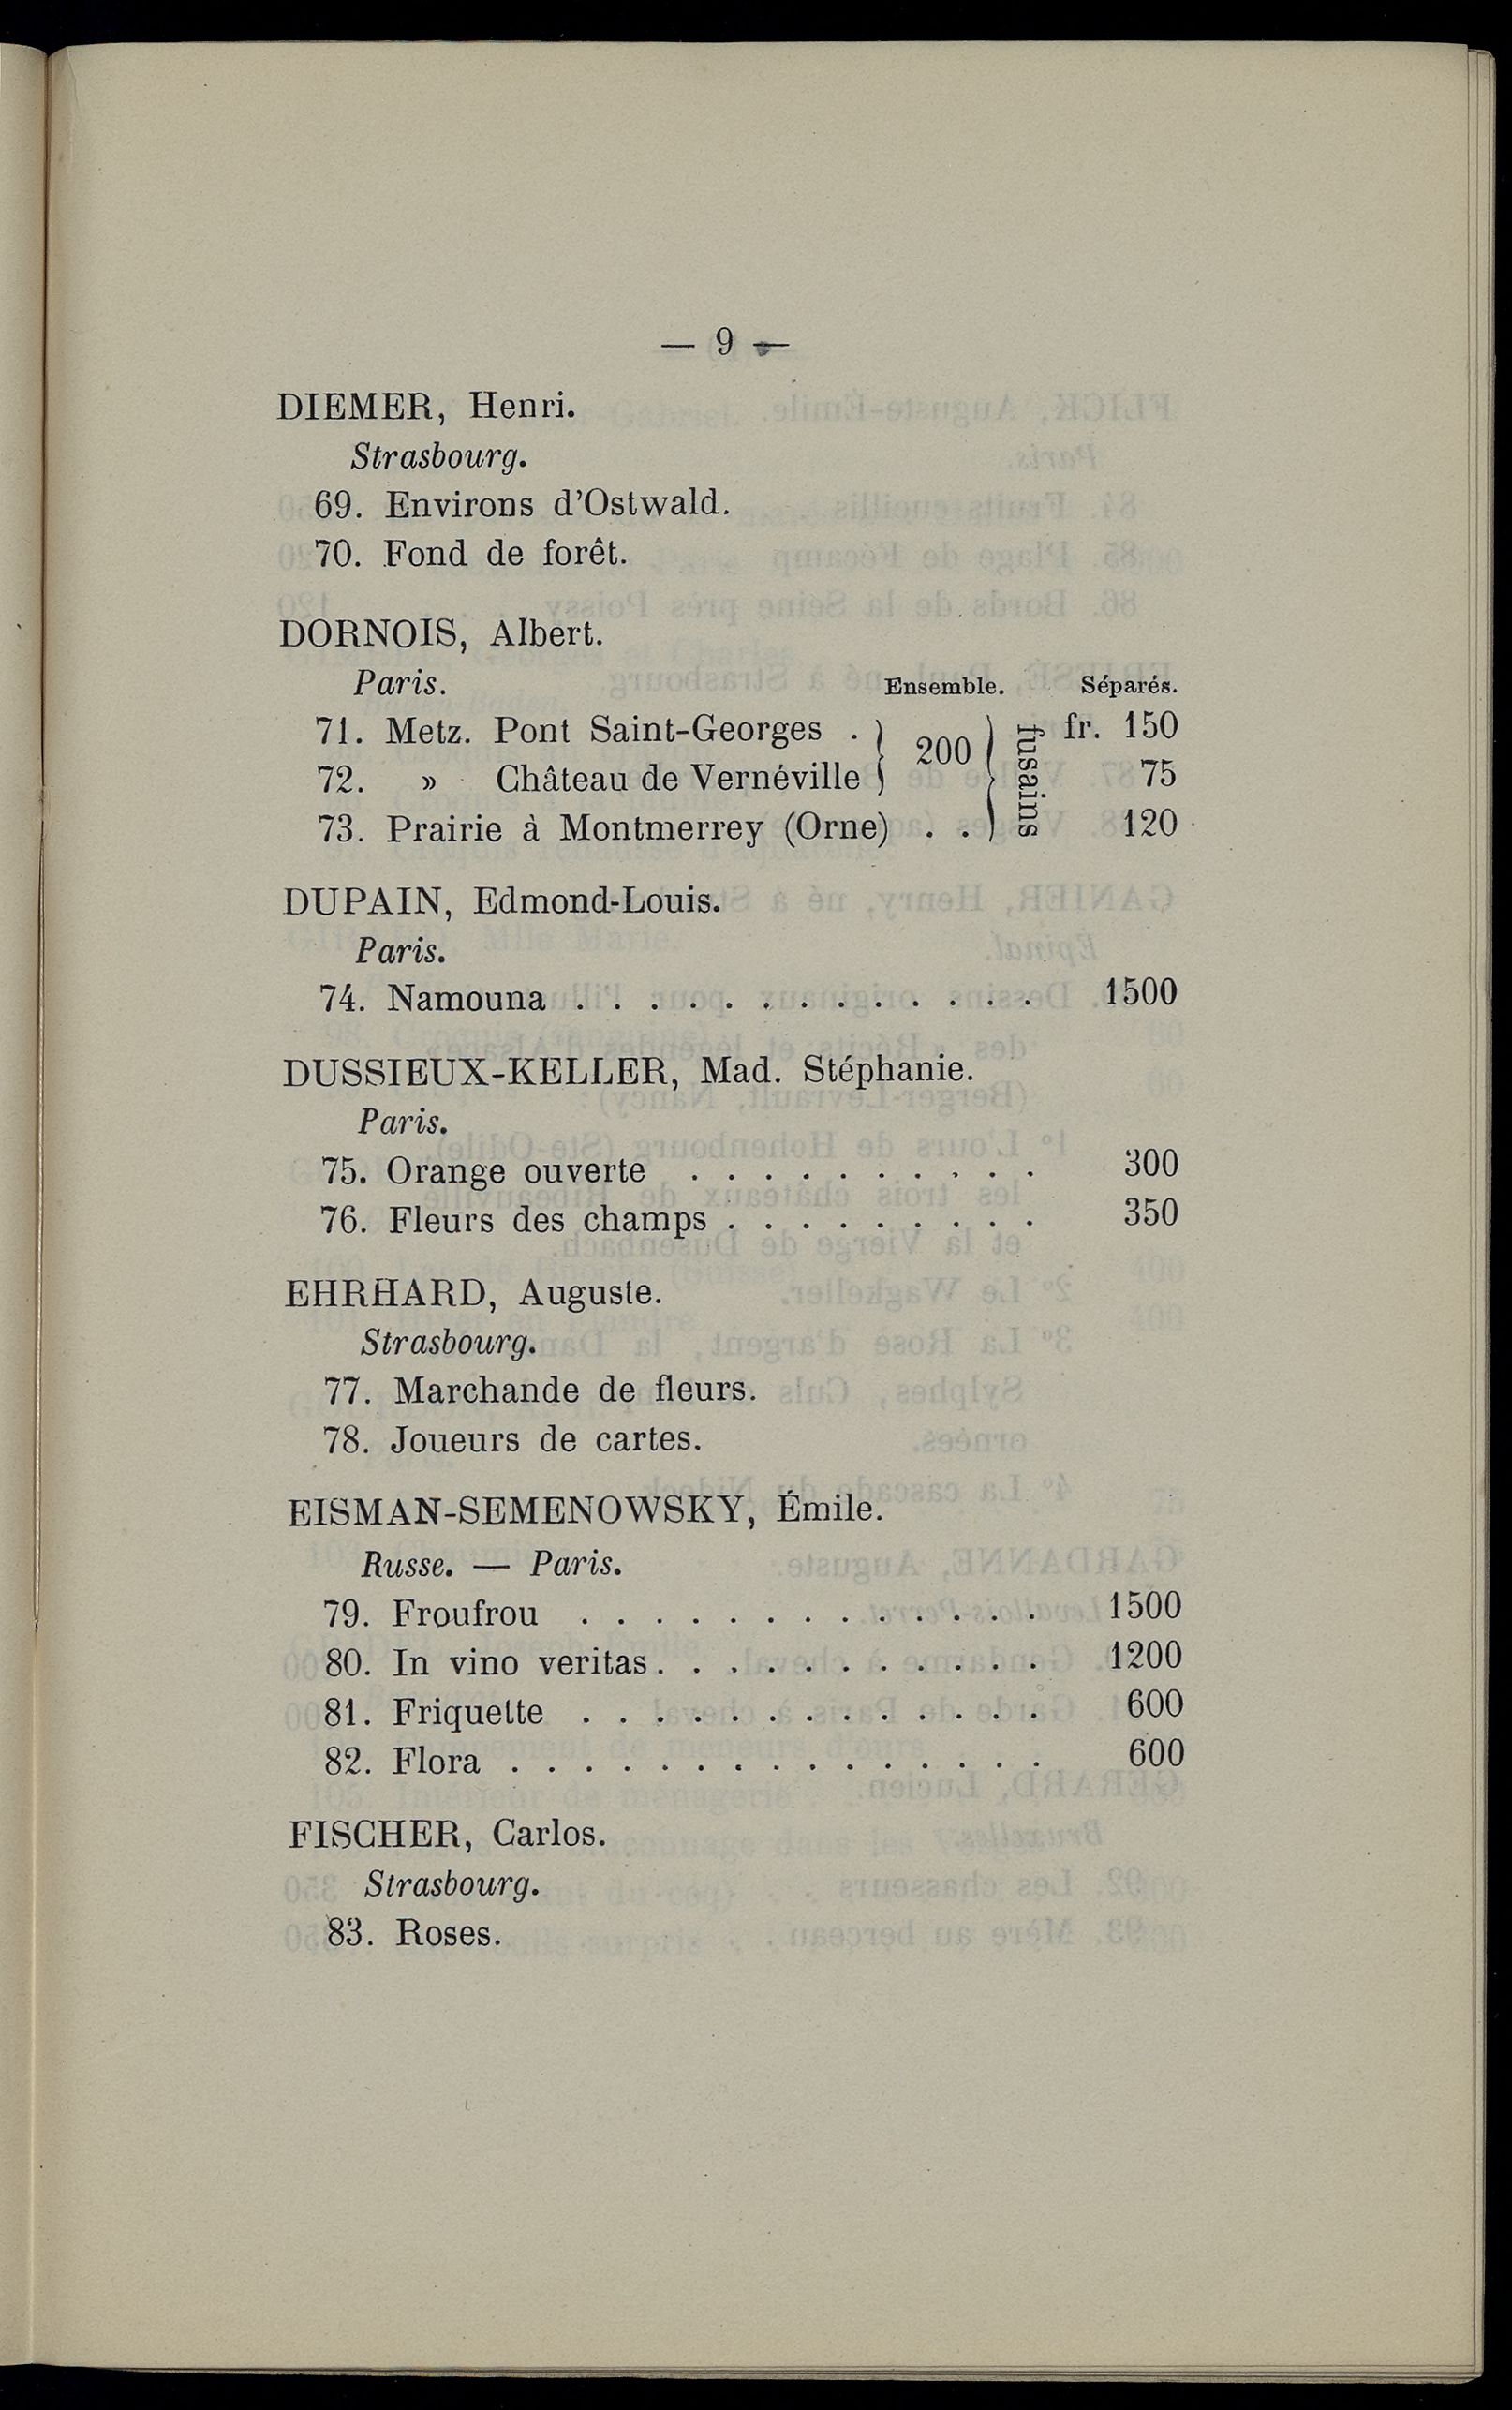 — 9 —
DIEMER, Henri.
Strasbourg.
69. Environs d'Ostwald.
70. Fond de forêt.
DORNOIS, Albert.
Paris. Ensemble. Séparés.
71. Metz. Pont Saint-Georges . } 200 } fusains fr. 150
72. » Château de Vernéville 75
73. Prairie à Montmerrey (Orne) . . 120
DUPAIN, Edmond-Louis.
Paris.
74. Namouna . . . . . . . . . . . . . 1500
DUSSIEUX-KELLER, Mad. Stéphanie.
Paris.
75. Orange ouverte . . . . . . . . . . 300
76. Fleurs des champs . . . . . . . . . 350
EHRHARD, Auguste.
Strasbourg.
77. Marchande de fleurs.
78. Joueurs de cartes.
EISMAN-SEMENOWSKY, Émile.
Russe. — Paris.
79. Froufrou . . . . . . . . . . . . . 1500
80. In vino veritas . . . . . . . . . . . 1200
81. Friquette . . . . . . . . . . . . . 600
82. Flora . . . . . . . . . . . . . . . 600
FISCHER, Carlos.
Strasbourg.
83. Roses.